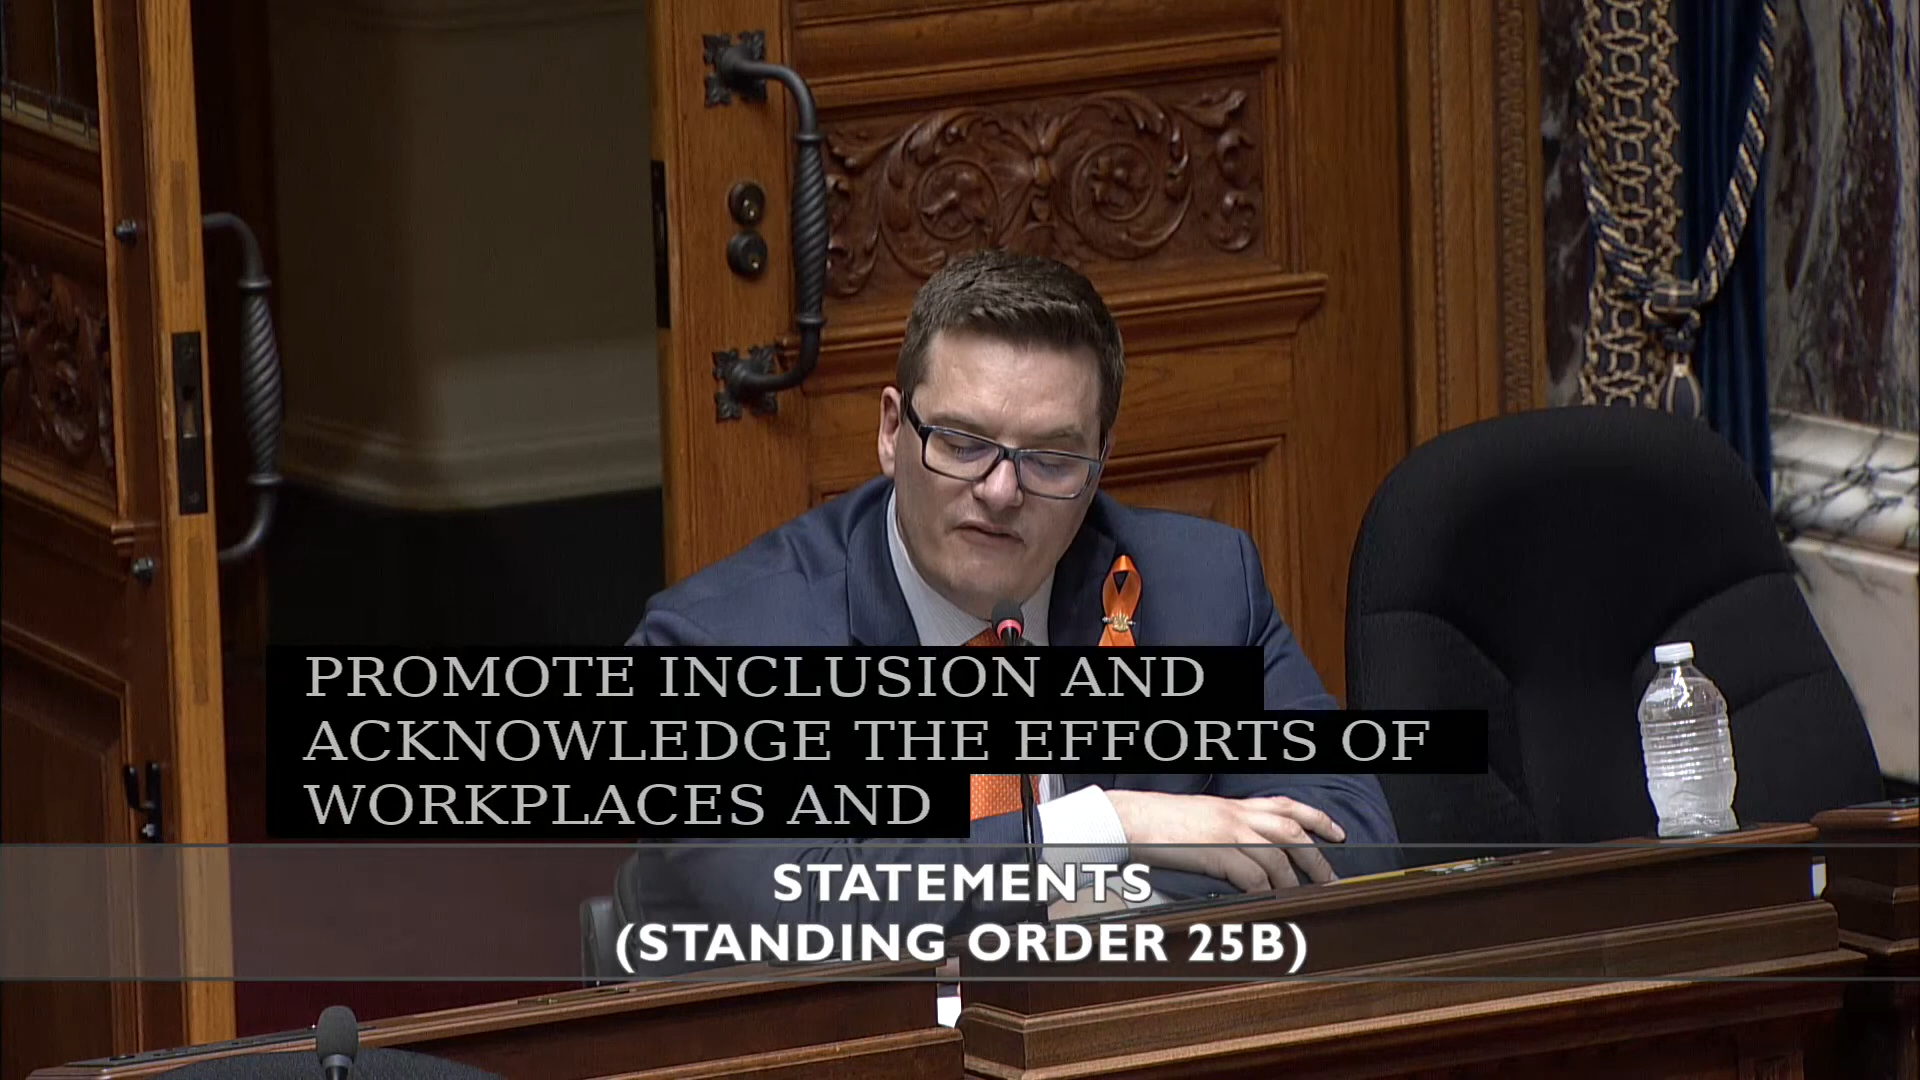 PROMOTE INCLUSION AND
ACKNOWLEDGE THE EFFORTS OF
WORKPLACES AND
STATEMENTS
(STANDING ORDER 25B)